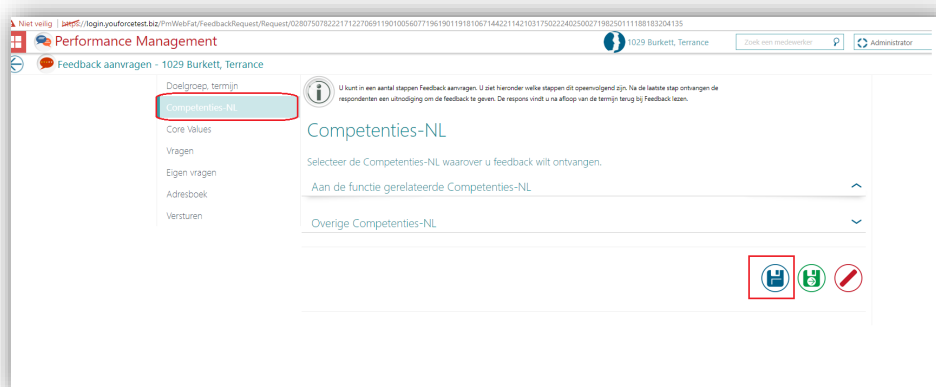 Niet veilig | https://login.youforcetest.biz/PmWebFat/FeedbackRequest/Request/
Performance Management
1029 Burkett, Terrance
Zoek een medewerker
Administrator
Feedback aanvragen - 1029 Burkett, Terrance
Doelgroep, termijn
Competenties-NL
Core Values
Vragen
Eigen vragen
Adresboek
Versturen
U kunt in een aantal stappen Feedback aanvragen. U ziet hieronder welke stappen dit opeenvolgend zijn. Na de laatste stap ontvangen de
respondenten een uitnodiging om de feedback te geven. De respons vindt u na afloop van de termijn terug bij Feedback lezen.
Competenties-NL
Selecteer de Competenties-NL waarover u feedback wilt ontvangen.
Aan de functie gerelateerde Competenties-NL
Overige Competenties-NL